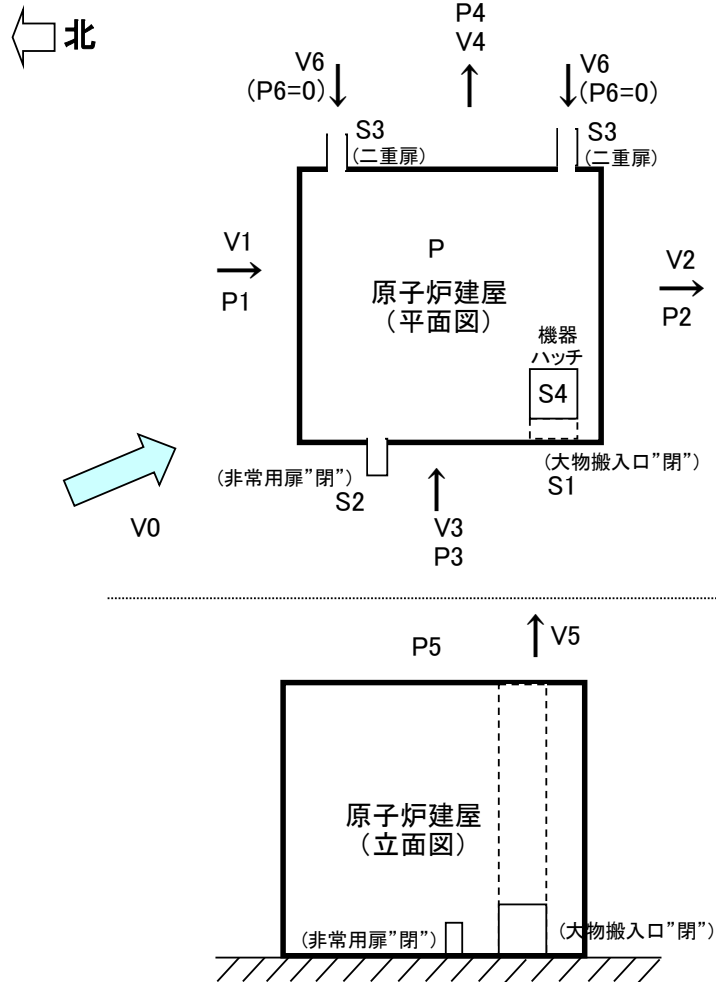 北
P4
V4
V6
(P6=0)
V6
(P6=0)
S3
(二重扉)
S3
(二重扉)
V1
P1
P
原子炉建屋
(平面図)
V2
P2
機器
ハッチ
S4
(非常用扉”閉”)
S2
(大物搬入口”閉”)
S1
V0
V3
P3
P5
V5
原子炉建屋
(立面図)
(非常用扉”閉”)
(大物搬入口”閉”)